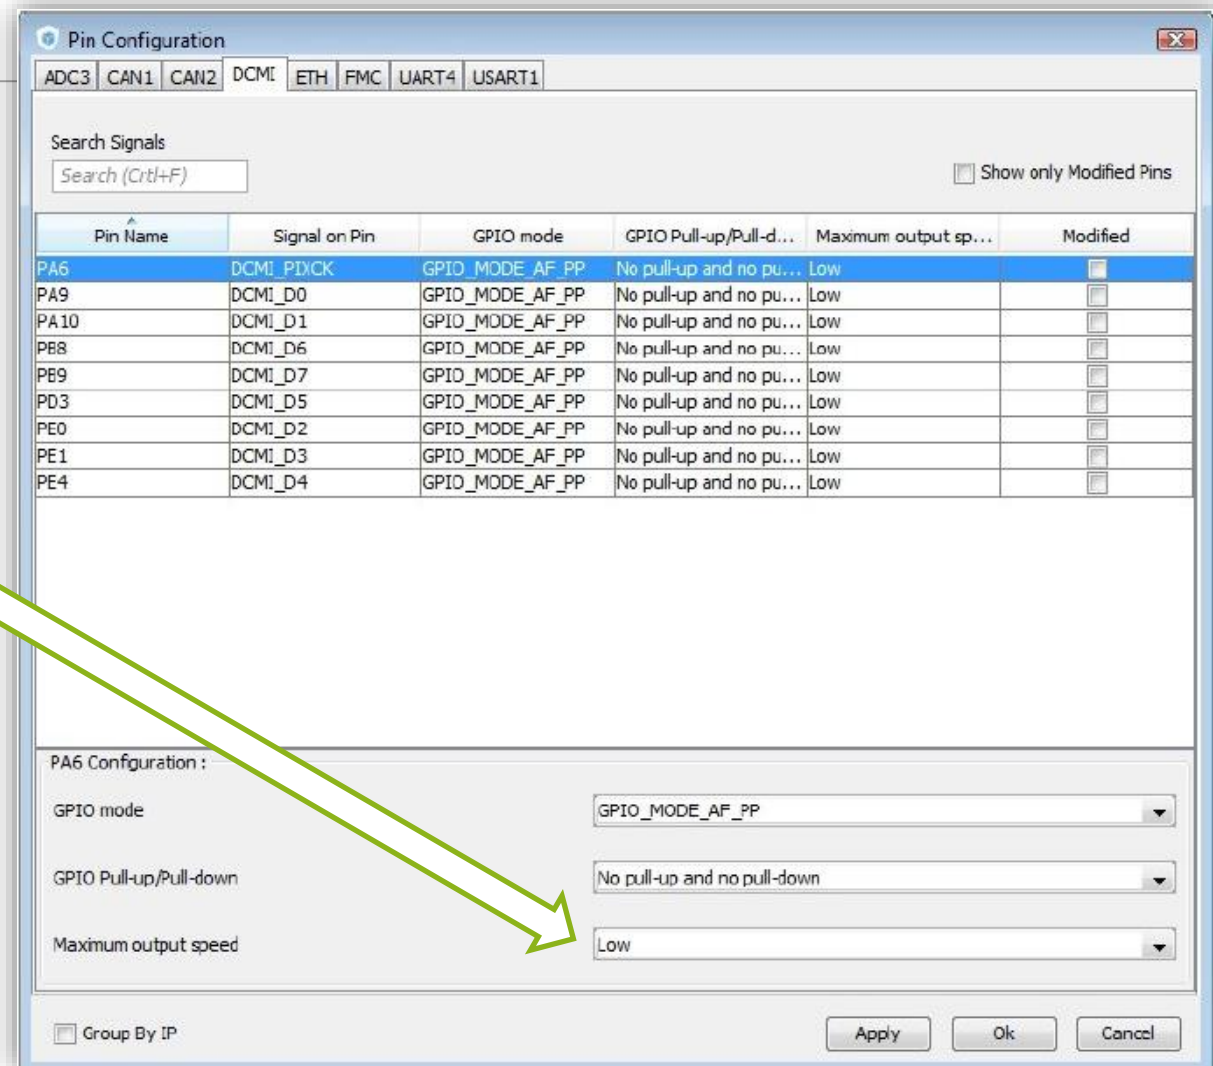 Pin Configuration
ADC3 CAN1 CAN2 DCMI ETH FMC UART4 USART1
Search Signals
Search (Crtl+F)
Show only Modified Pins
Pin Name Signal on Pin GPIO mode GPIO Pull-up/Pull-d... Maximum output sp... Modified
PA6 DCMI_PIXCK GPIO_MODE_AF_PP No pull-up and no pu... Low
PA9 DCMI_D0 GPIO_MODE_AF_PP No pull-up and no pu... Low
PA10 DCMI_D1 GPIO_MODE_AF_PP No pull-up and no pu... Low
PB8 DCMI_D6 GPIO_MODE_AF_PP No pull-up and no pu... Low
PB9 DCMI_D7 GPIO_MODE_AF_PP No pull-up and no pu... Low
PD3 DCMI_D5 GPIO_MODE_AF_PP No pull-up and no pu... Low
PE0 DCMI_D2 GPIO_MODE_AF_PP No pull-up and no pu... Low
PE1 DCMI_D3 GPIO_MODE_AF_PP No pull-up and no pu... Low
PE4 DCMI_D4 GPIO_MODE_AF_PP No pull-up and no pu... Low
PA6 Configuration :
GPIO mode GPIO_MODE_AF_PP
GPIO Pull-up/Pull-down No pull-up and no pull-down
Maximum output speed Low
Group By IP Apply Ok Cancel